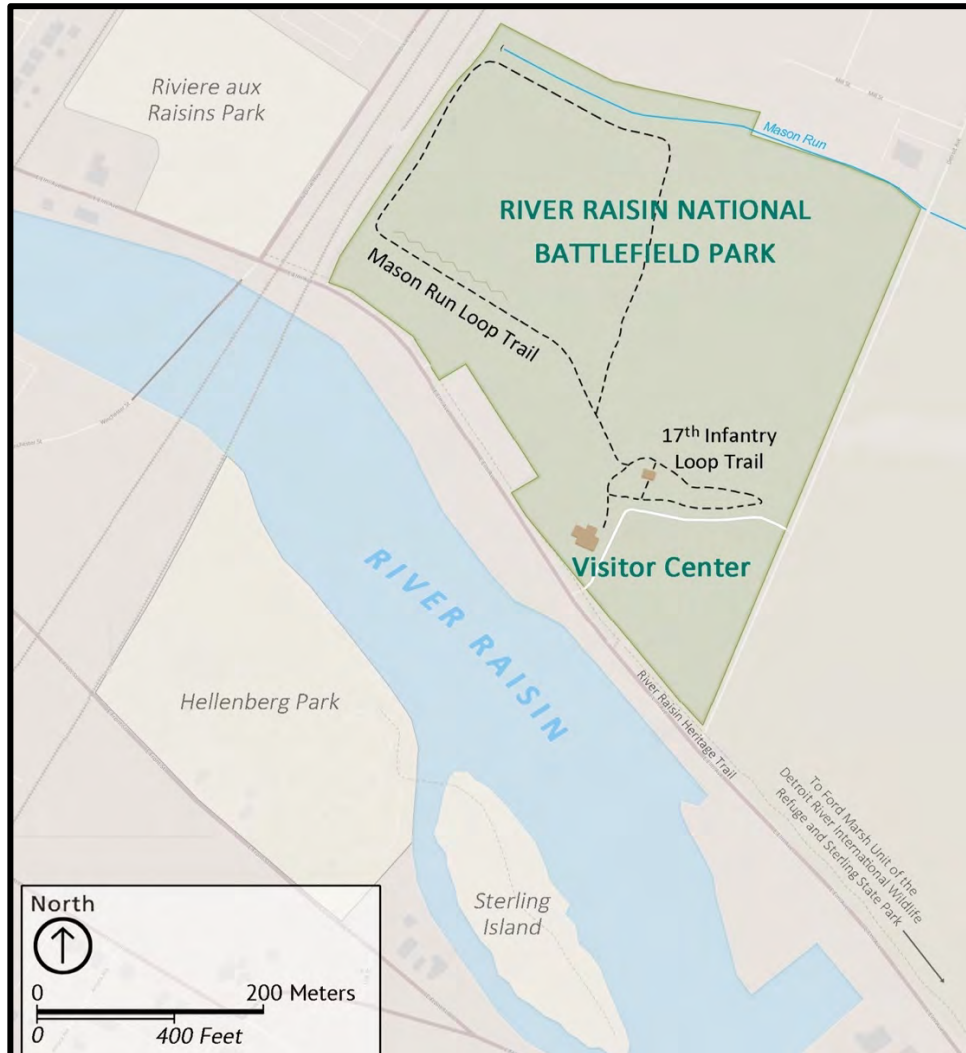 Riviere aux
Raisins Park
Mason Run
RIVER RAISIN NATIONAL
BATTLEFIELD PARK
Mason Run Loop Trail
17th Infantry
Loop Trail
Visitor Center
RIVER RAISIN
Hellenberg Park
River Raisin Heritage Trail
To Ford Marsh Unit of the
Detroit River International Wildlife
Refuge and Sterling State Park
Sterling
Island
North
0 200 Meters
0 400 Feet